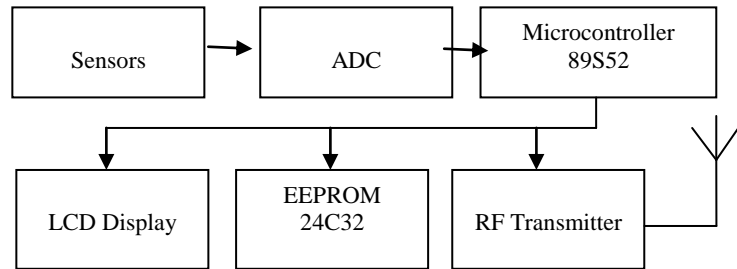 Sensors
ADC
Microcontroller
89S52
LCD Display
EEPROM
24C32
RF Transmitter